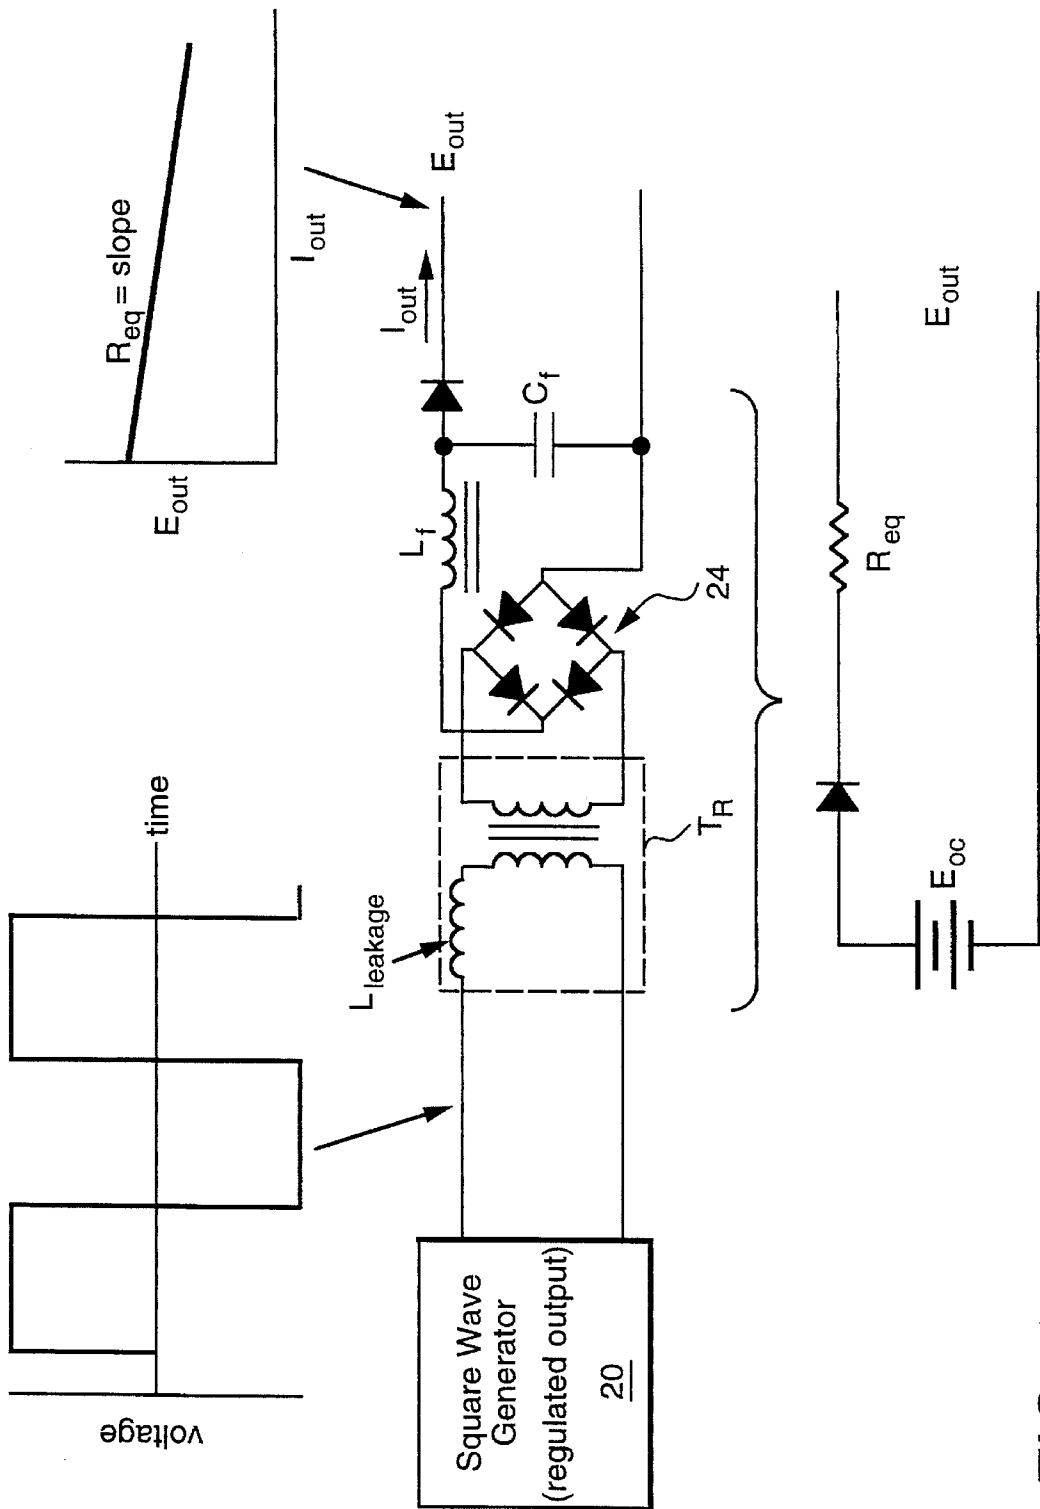 voltage
time
E_out
R_eq = slope
I_out
L_leakage
L_f
I_out
E_out
C_f
Square Wave
Generator
(regulated output)
20
T_R
24
E_oc
R_eq
E_out